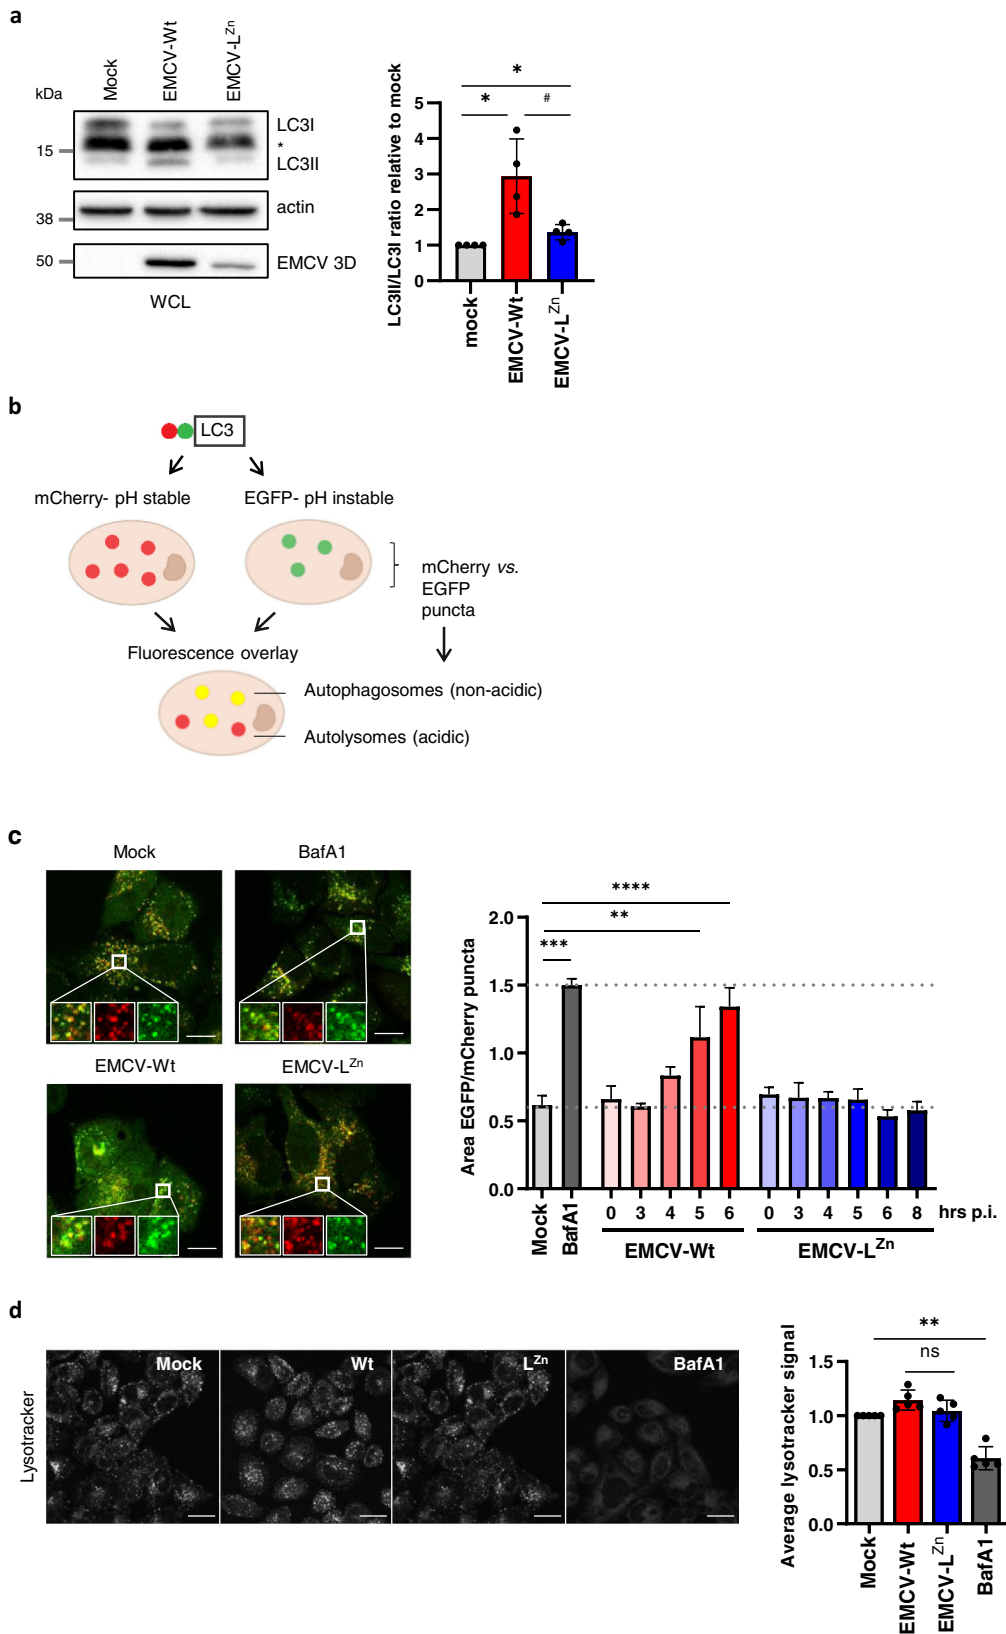 a
Mock
EMCV-Wt
EMCV-L^Zn
kDa
LC3I
*
15
LC3II
actin
38
50
EMCV 3D
WCL
LC3II/LC3I ratio relative to mock
*
* #
5
4
3
2
1
0
mock
EMCV-Wt
EMCV-L^Zn
b
LC3
mCherry- pH stable
EGFP- pH instable
mCherry vs.
EGFP
puncta
Fluorescence overlay
Autophagosomes (non-acidic)
Autolysomes (acidic)
c
Mock
BafA1
EMCV-Wt
EMCV-L^Zn
Area EGFP/mCherry puncta
****
**
***
2.0
1.5
1.0
0.5
0.0
Mock
BafA1
0 3 4 5 6
0 3 4 5 6 8
hrs p.i.
EMCV-Wt
EMCV-L^Zn
d
Lysotracker
Mock
Wt
L^Zn
BafA1
Average lysotracker signal
**
ns
1.5
1.0
0.5
0.0
Mock
EMCV-Wt
EMCV-L^Zn
BafA1